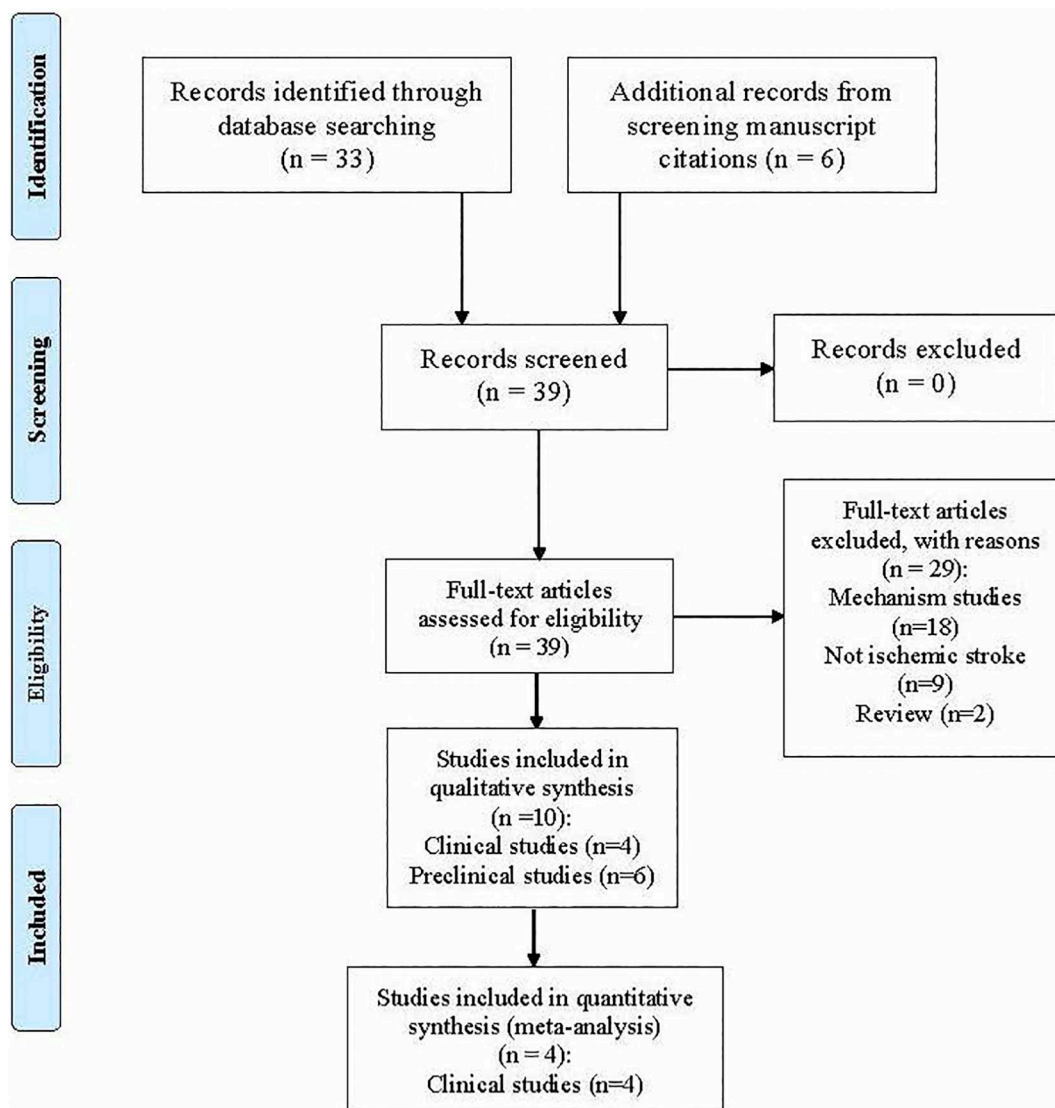 Identification
Records identified through
database searching
(n = 33)
Additional records from
screening manuscript
citations (n = 6)
Screening
Records screened
(n = 39)
Records excluded
(n = 0)
Eligibility
Full-text articles
assessed for eligibility
(n = 39)
Full-text articles
excluded, with reasons
(n = 29):
Mechanism studies
(n=18)
Not ischemic stroke
(n=9)
Review (n=2)
Included
Studies included in
qualitative synthesis
(n =10):
Clinical studies (n=4)
Preclinical studies (n=6)
Studies included in quantitative
synthesis (meta-analysis)
(n = 4):
Clinical studies (n=4)